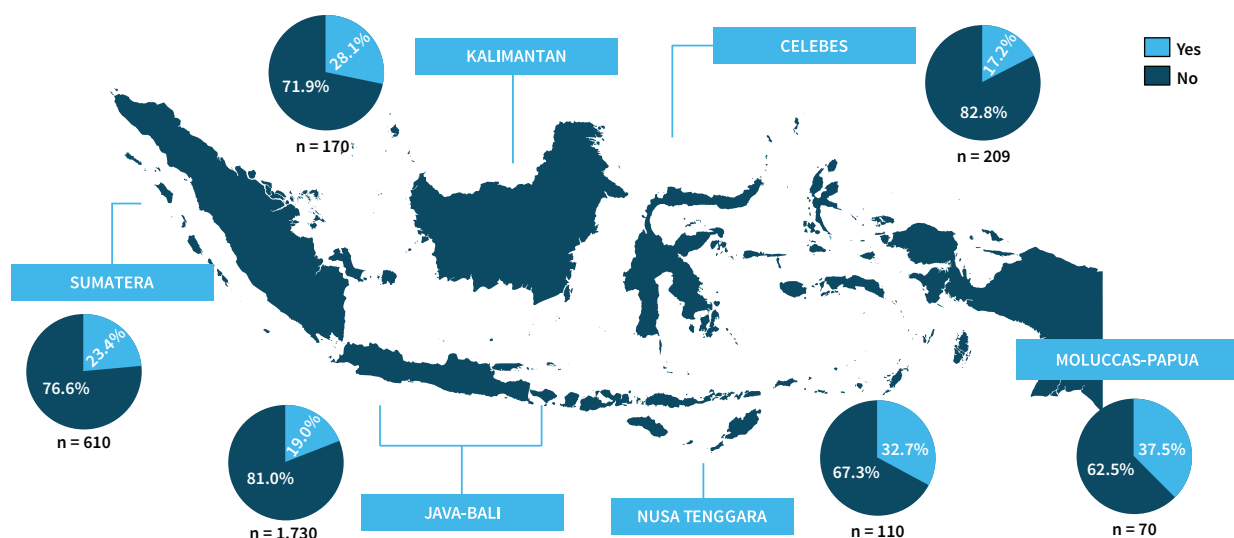 28.1%
71.9%
n = 170
KALIMANTAN
CELEBES
17.2%
82.8%
n = 209
Yes
No
SUMATERA
23.4%
76.6%
n = 610
19.0%
81.0%
n = 1.730
JAVA-BALI
NUSA TENGGARA
32.7%
67.3%
n = 110
MOLUCCAS-PAPUA
37.5%
62.5%
n = 70